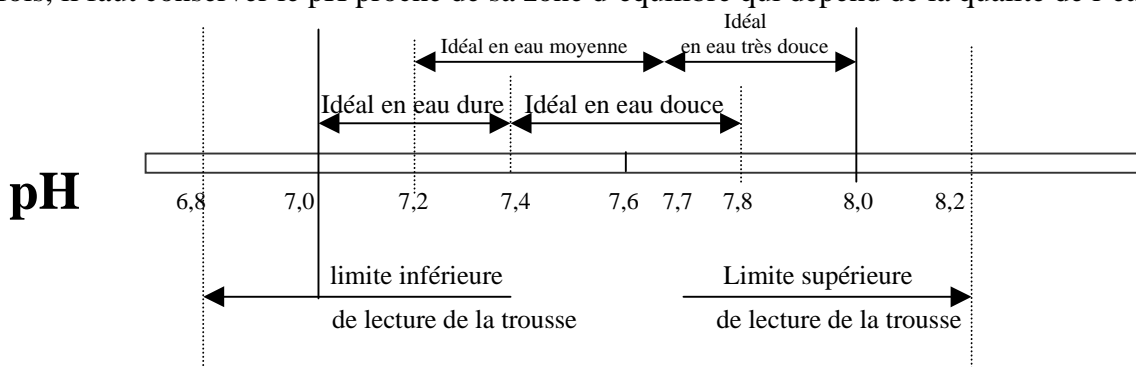 il faut conserver le pH proche de sa zone d'équilibre qui dépend de la qualité de l'e
Idéal
Idéal en eau moyenne
en eau très douce
Idéal en eau dure
Idéal en eau douce
pH
6,8 7,0 7,2 7,4 7,6 7,7 7,8 8,0 8,2
limite inférieure
de lecture de la trousse
Limite supérieure
de lecture de la trousse